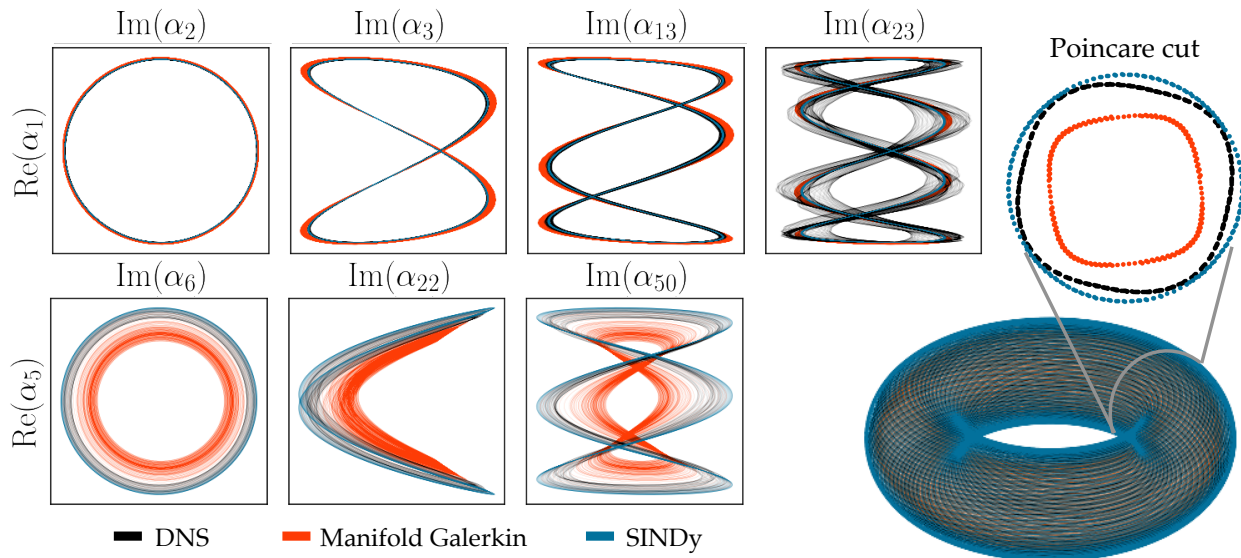 Im(α₂) Im(α₃) Im(α₁₃) Im(α₂₃)
Poincare cut
Re(α₁)
Im(α₆) Im(α₂₂) Im(α₅₀)
Re(α₅)
DNS Manifold Galerkin SINDy